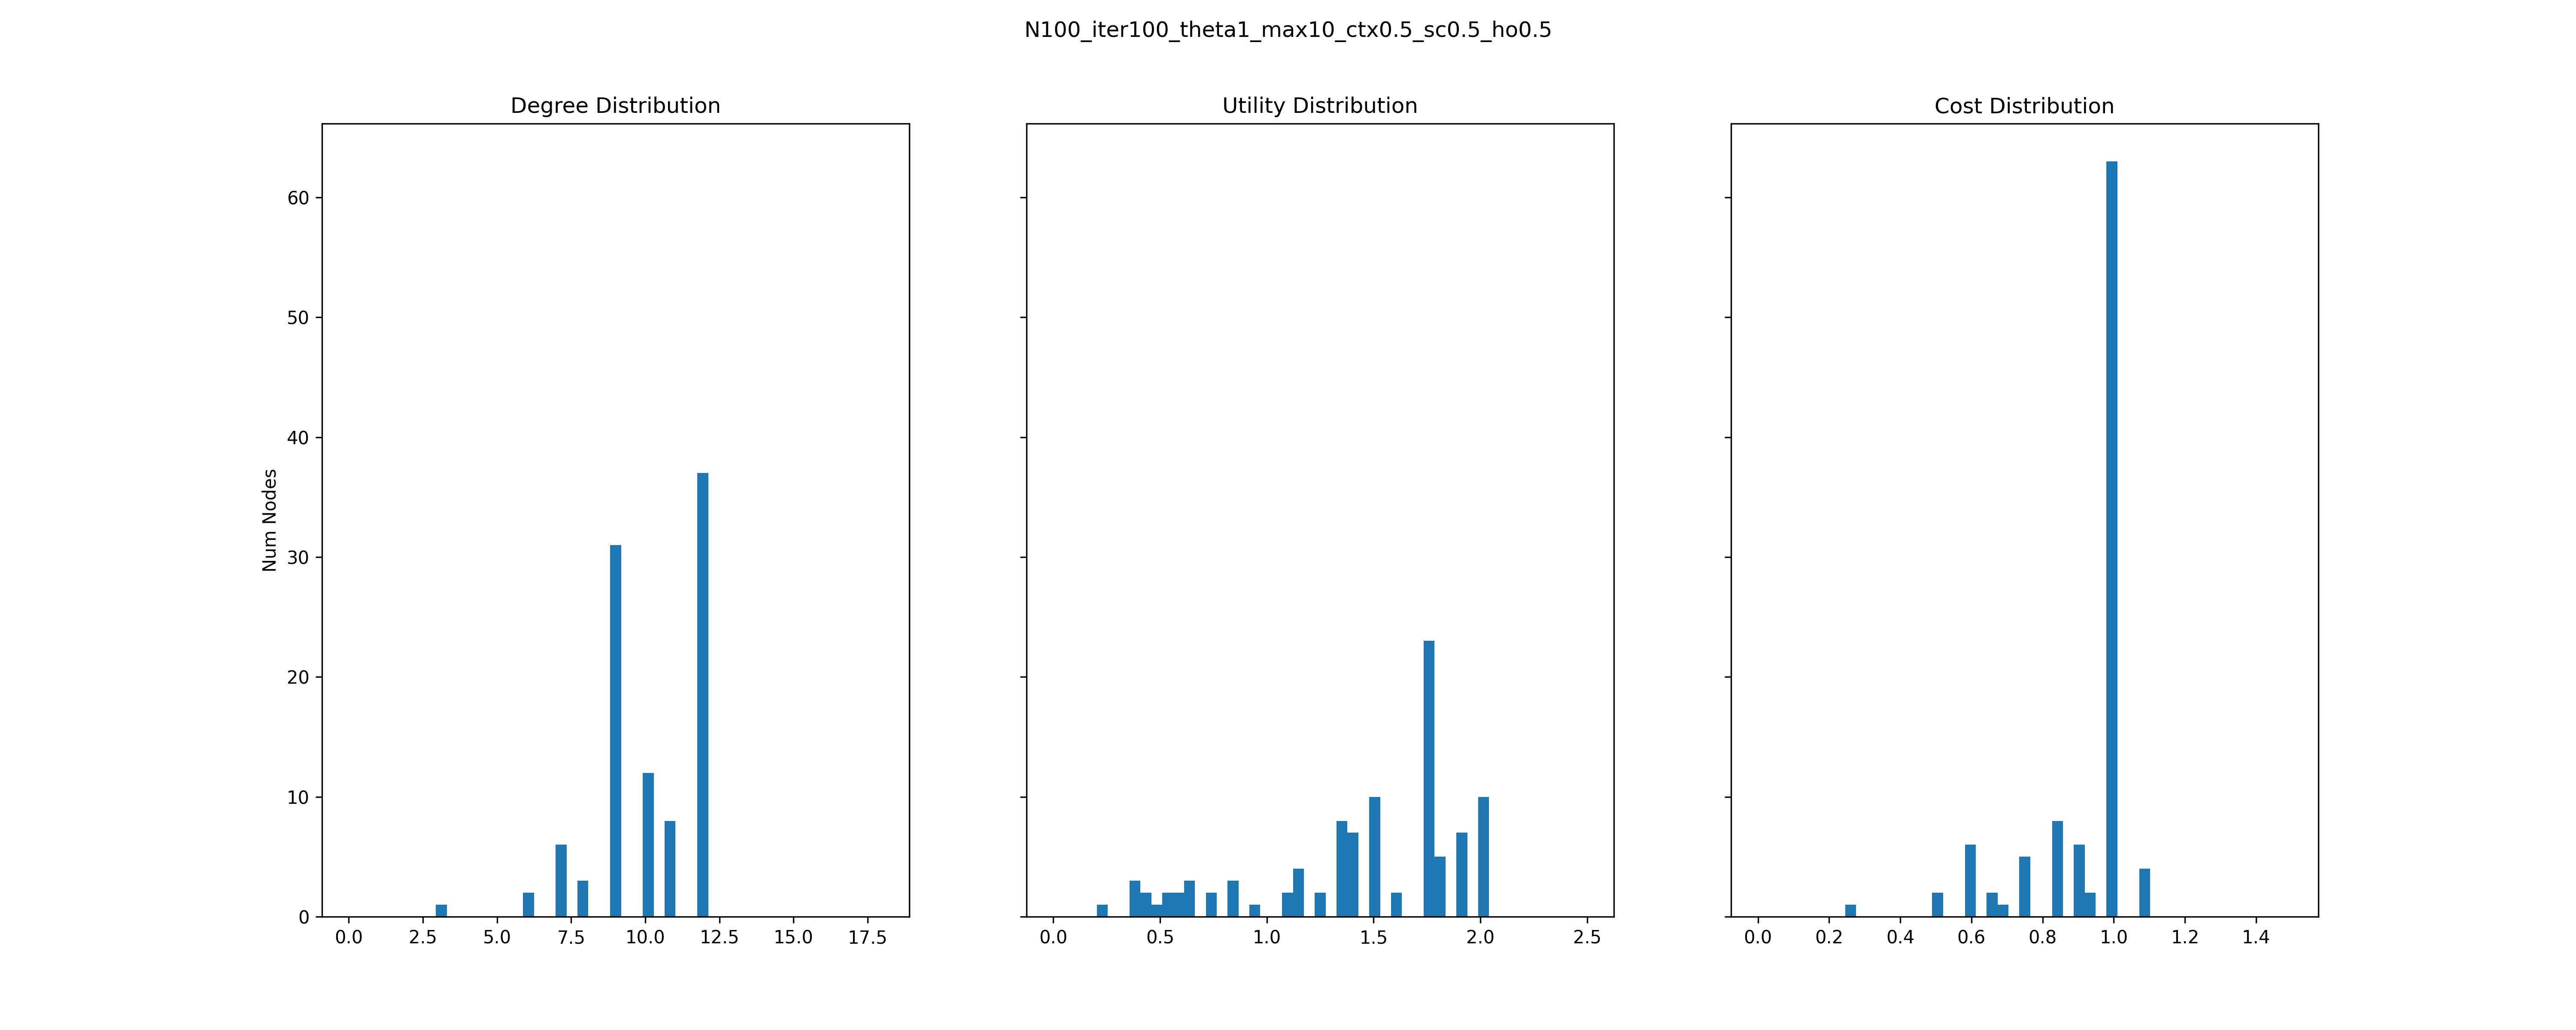 N100_iter100_theta1_max10_ctx0.5_sc0.5_ho0.5
Degree Distribution
Num Nodes
60
50
40
30
20
10
0
0.0 2.5 5.0 7.5 10.0 12.5 15.0 17.5
Utility Distribution
0.0 0.5 1.0 1.5 2.0 2.5
Cost Distribution
0.0 0.2 0.4 0.6 0.8 1.0 1.2 1.4